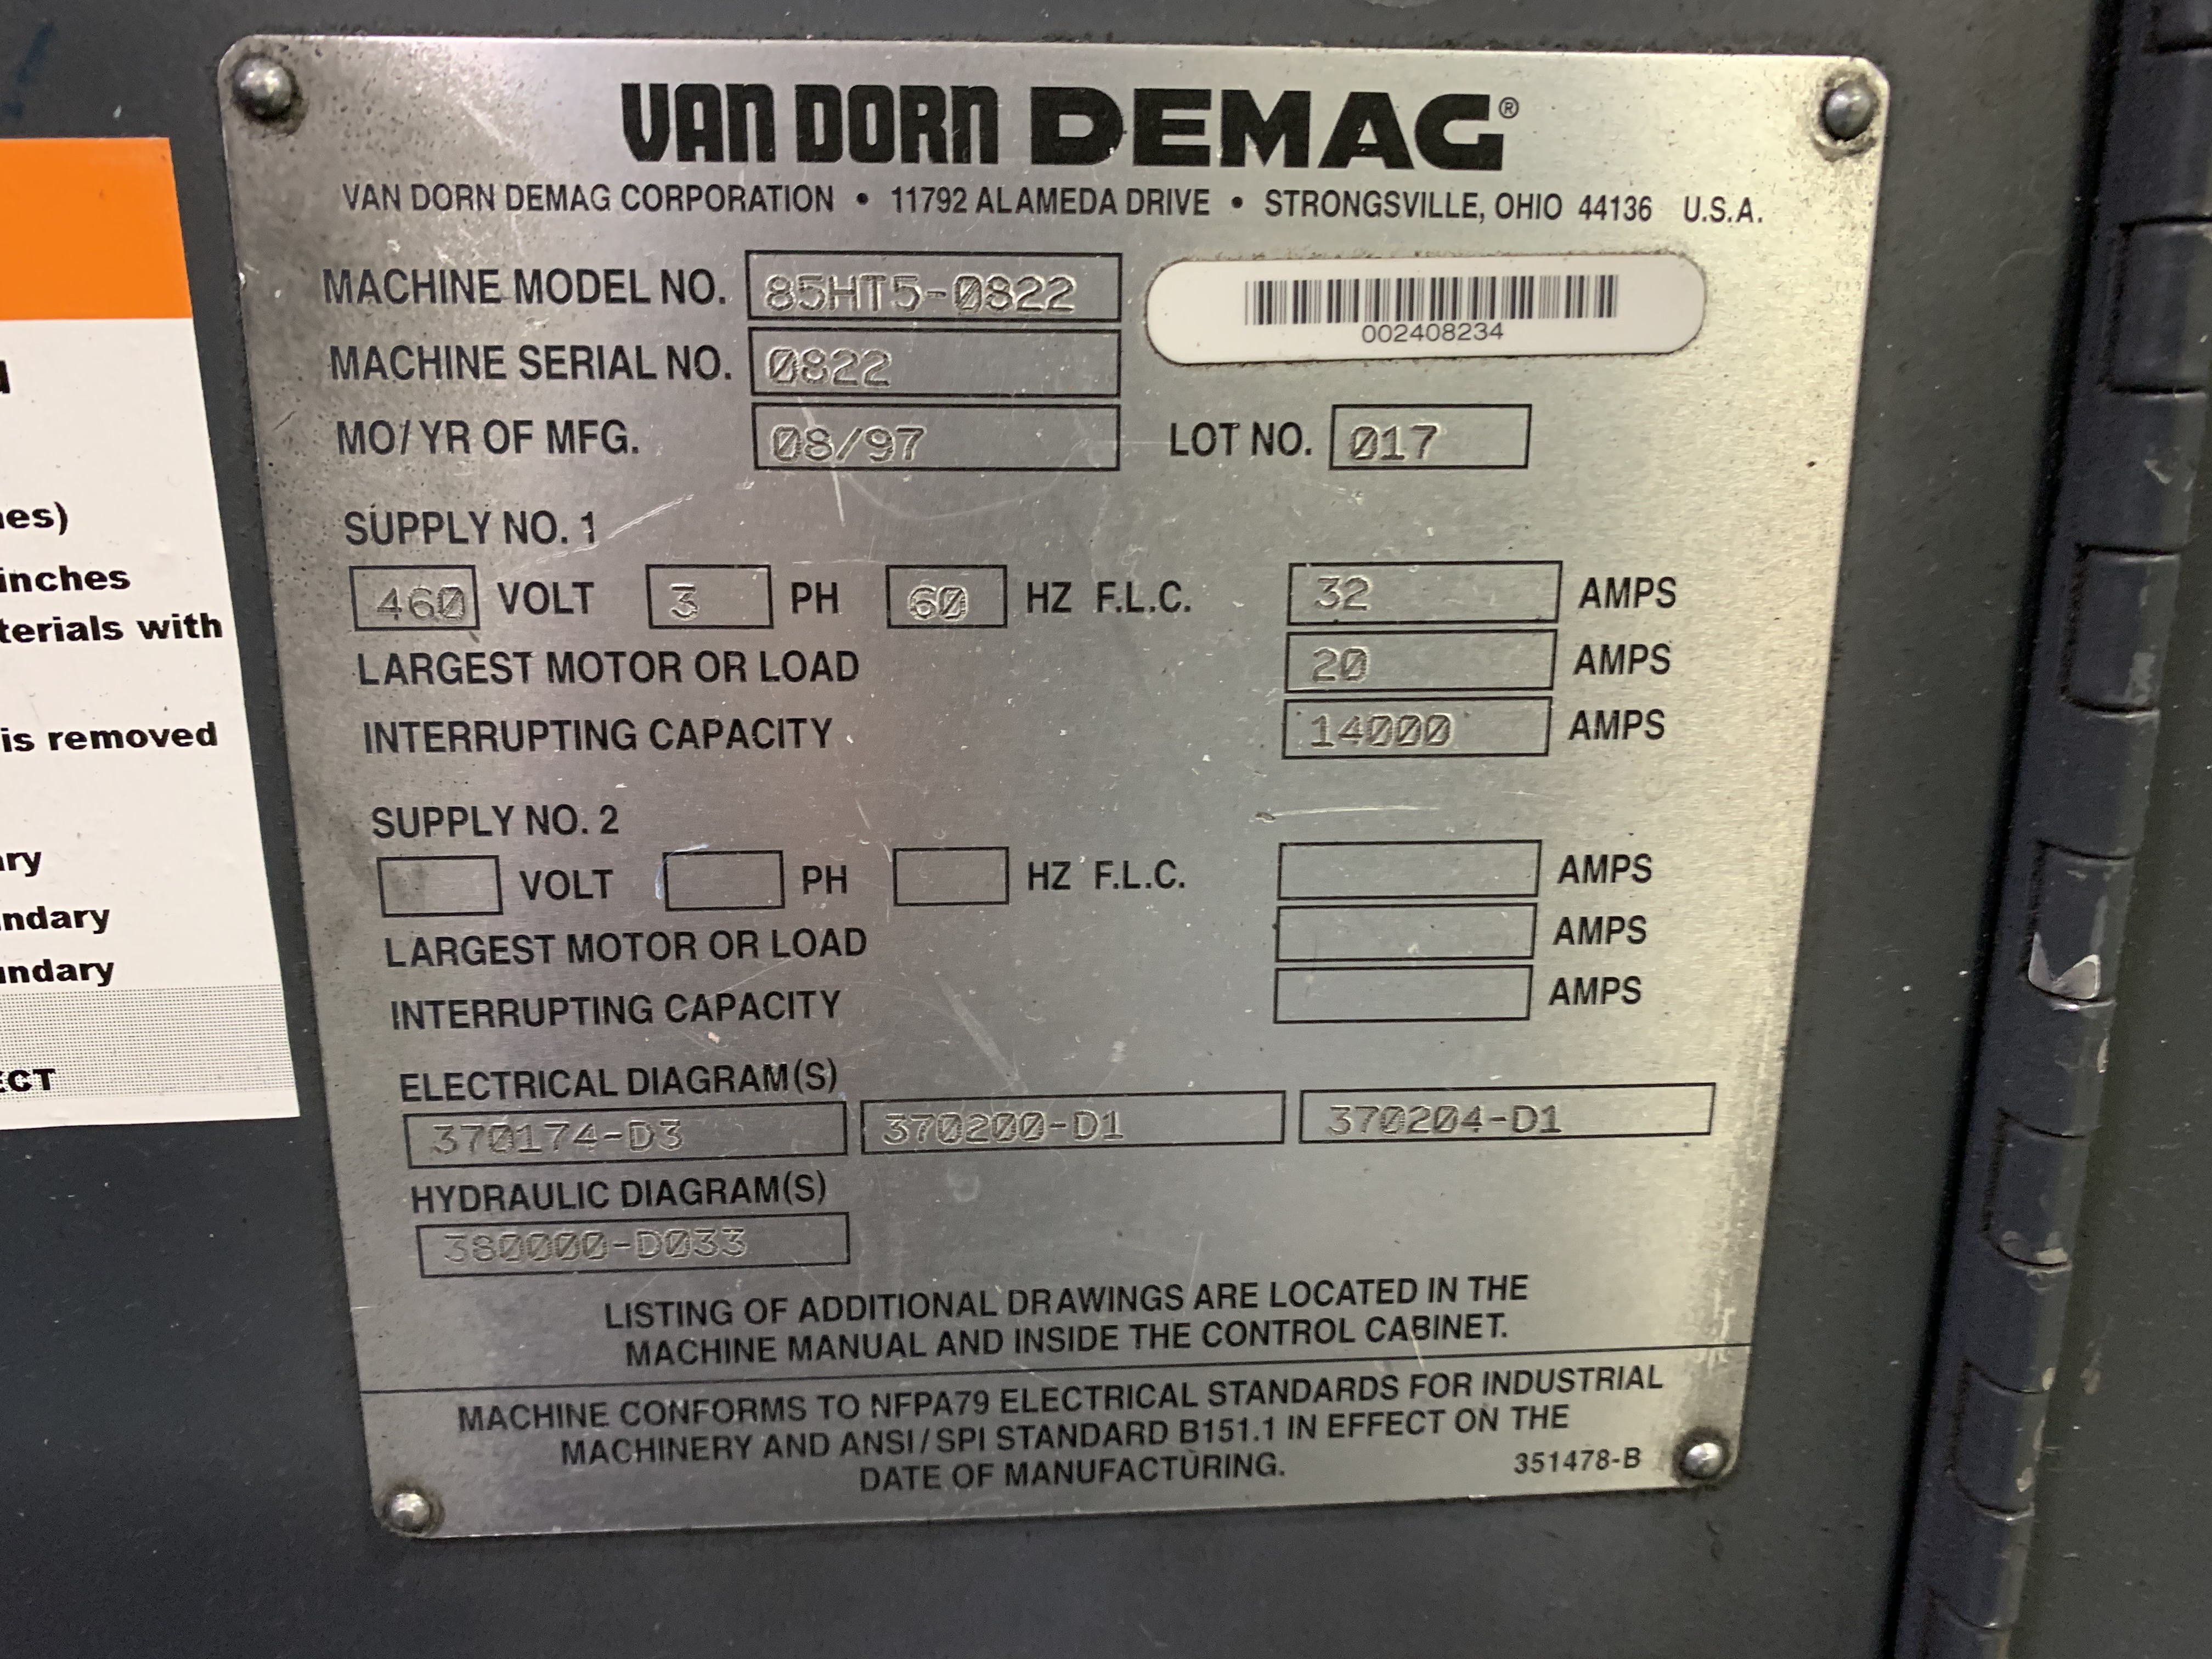 VAN DORN DEMAG®
VAN DORN DEMAG CORPORATION • 11792 ALAMEDA DRIVE • STRONGSVILLE, OHIO 44136 U.S.A.
MACHINE MODEL NO. 85HT5-0822
002408234
MACHINE SERIAL NO. 0822
MO/YR OF MFG. 08/97 LOT NO. 017
SUPPLY NO. 1
460 VOLT 3 PH 60 HZ F.L.C. 32 AMPS
LARGEST MOTOR OR LOAD 20 AMPS
INTERRUPTING CAPACITY 14000 AMPS
SUPPLY NO. 2
VOLT PH HZ F.L.C. AMPS
LARGEST MOTOR OR LOAD AMPS
INTERRUPTING CAPACITY AMPS
ELECTRICAL DIAGRAM(S)
370174-D3 370200-D1 370204-D1
HYDRAULIC DIAGRAM(S)
380000-D033
LISTING OF ADDITIONAL DRAWINGS ARE LOCATED IN THE
MACHINE MANUAL AND INSIDE THE CONTROL CABINET.
MACHINE CONFORMS TO NFPA79 ELECTRICAL STANDARDS FOR INDUSTRIAL
MACHINERY AND ANSI/SPI STANDARD B151.1 IN EFFECT ON THE
DATE OF MANUFACTURING.
351478-B
inches
with
is removed